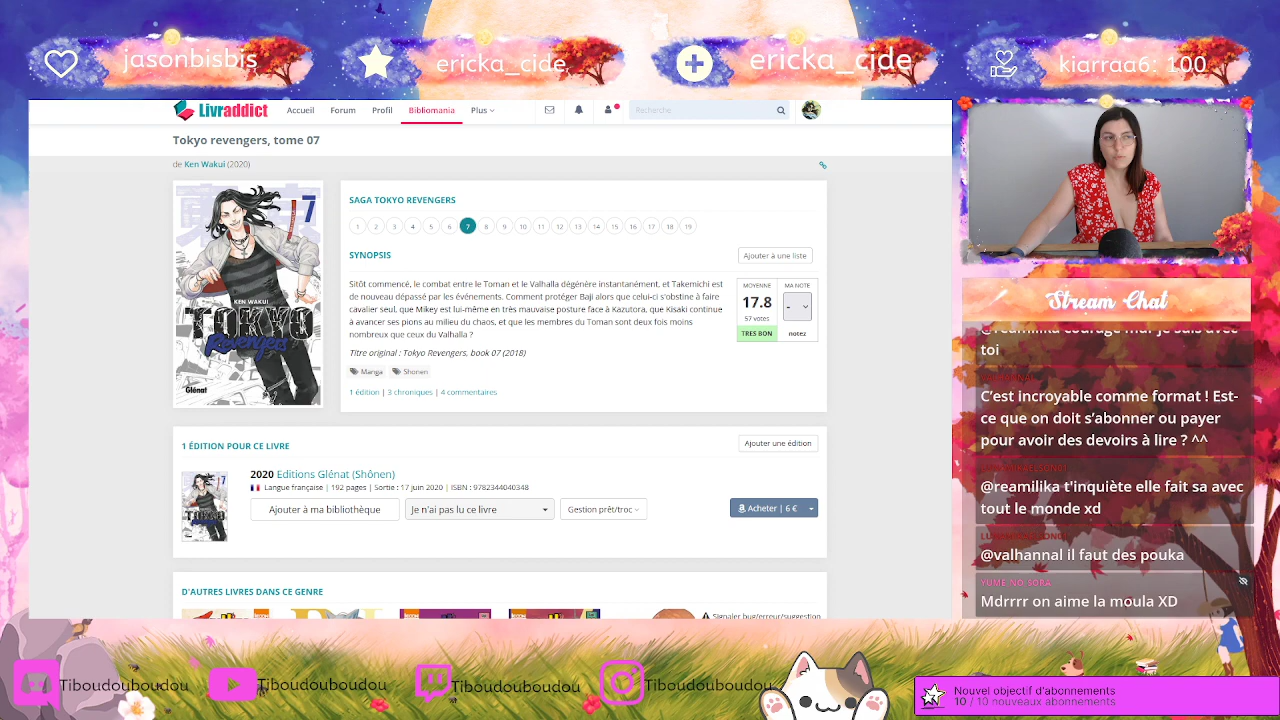 jasonbisbis
ericka_cide
ericka_cide
kiarraa6: 100
Livraddict
Accueil
Forum
Profil
Bibliomania
Plus
Recherche
Tokyo revengers, tome 07
de Ken Wakui (2020)
7
KEN WAKUI
TOKYO
Revengers
Glénat
SAGA TOKYO REVENGERS
1 2 3 4 5 6 7 8 9 10 11 12 13 14 15 16 17 18 19
SYNOPSIS
Ajouter à une liste
Sitôt commencé, le combat entre le Toman et le Valhalla dégénère instantanément, et Takemichi est
de nouveau dépassé par les événements. Comment protéger Baji alors que celui-ci s'obstine à faire
cavalier seul, que Mikey est lui-même en très mauvaise posture face à Kazutora, que Kisaki continue
à avancer ses pions au milieu du chaos, et que les membres du Toman sont deux fois moins
nombreux que ceux du Valhalla ?
MOYENNE
17.8
57 votes
TRES BON
MA NOTE
-
notez
Titre original : Tokyo Revengers, book 07 (2018)
Manga
Shonen
1 édition | 3 chroniques | 4 commentaires
1 ÉDITION POUR CE LIVRE
Ajouter une édition
2020 Editions Glénat (Shônen)
Langue française | 192 pages | Sortie : 17 juin 2020 | ISBN : 9782344040348
Ajouter à ma bibliothèque
Je n'ai pas lu ce livre
Gestion prêt/troc
Acheter | 6 €
D'AUTRES LIVRES DANS CE GENRE
Signaler bug/erreur/suggestion
Stream Chat
@reamilika courage mdr je suis avec
toi
C'est incroyable comme format ! Est-
ce que on doit s'abonner ou payer
pour avoir des devoirs à lire ? ^^
@reamilika t'inquiète elle fait sa avec
tout le monde xd
@valhannal il faut des pouka
YUME NO SORA
Mdrrrr on aime la moula XD
Tiboudouboudou
Tiboudouboudou
Tiboudouboudou
Tiboudouboudou
Nouvel objectif d'abonnements
10 / 10 nouveaux abonnements